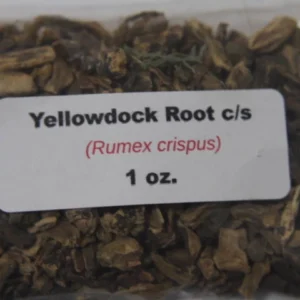 Yellowdock Root c/s
(Rumex crispus)
1 oz.